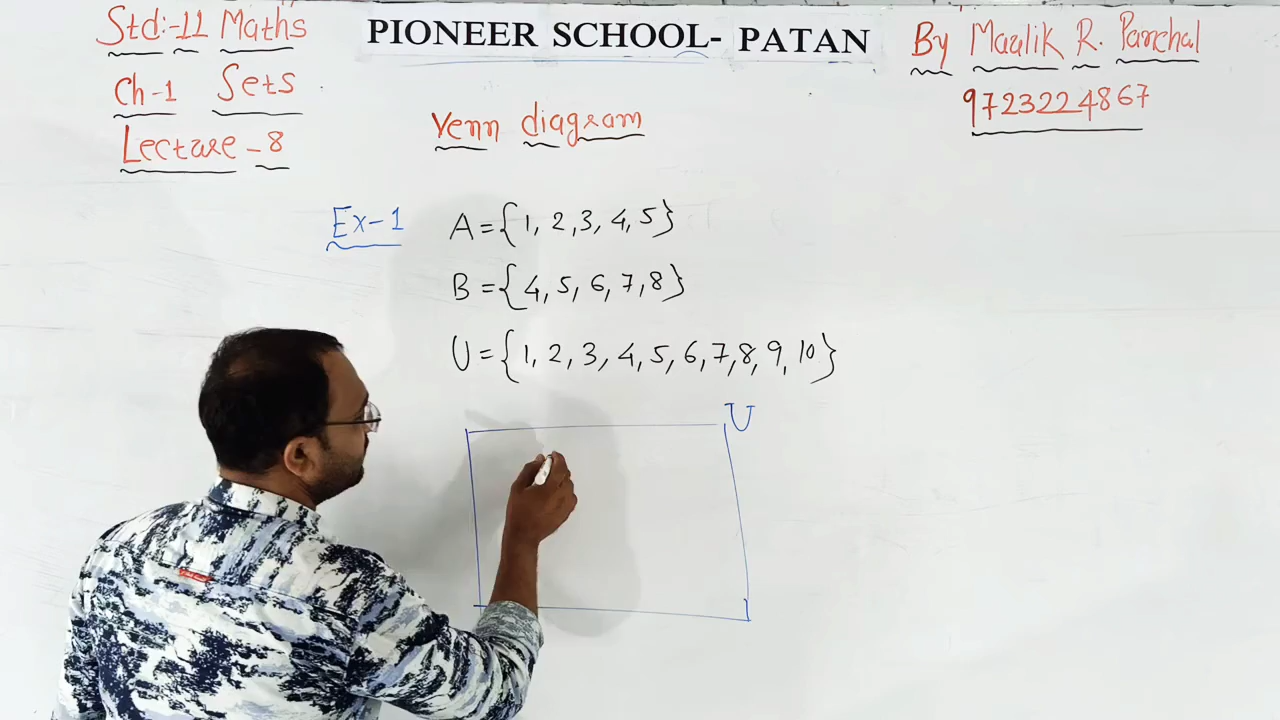 Std:-11 Maths
Ch-1 Sets
Lecture-8
PIONEER SCHOOL- PATAN
By Maulik R. Panchal
9723224867
Venn diagram
Ex-1 A={1, 2, 3, 4, 5}
B={4, 5, 6, 7, 8}
U={1, 2, 3, 4, 5, 6, 7, 8, 9, 10}
U